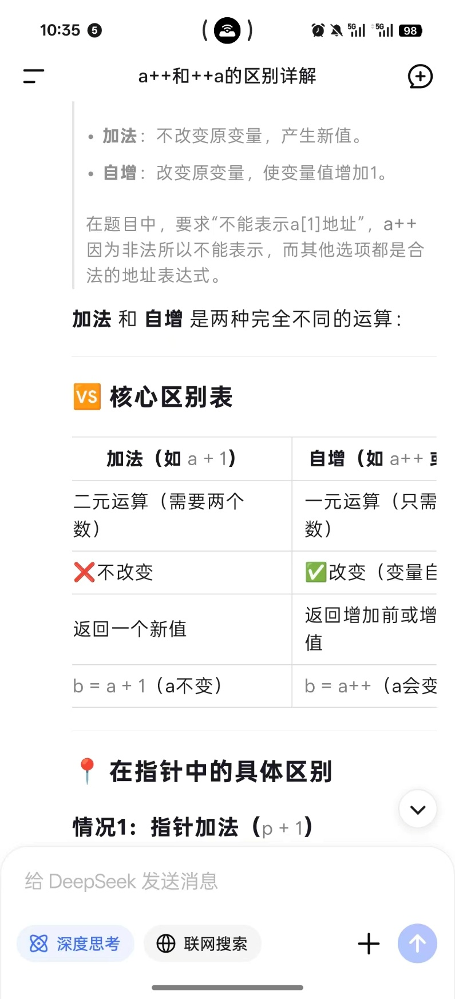 10:35 5
5G 5G 98
a++和++a的区别详解
• 加法：不改变原变量，产生新值。
• 自增：改变原变量，使变量值增加1。
在题目中，要求“不能表示a[1]地址”，a++
因为非法所以不能表示，而其他选项都是合
法的地址表达式。
加法 和 自增 是两种完全不同的运算：
VS 核心区别表
加法（如 a + 1）
自增（如 a++
二元运算（需要两个
数）
一元运算（只需
数）
❌不改变
✅改变（变量自
返回一个新值
返回增加前或增
值
b = a + 1（a不变）
b = a++（a会变
📍 在指针中的具体区别
情况1：指针加法（p + 1）
给 DeepSeek 发送消息
深度思考
联网搜索